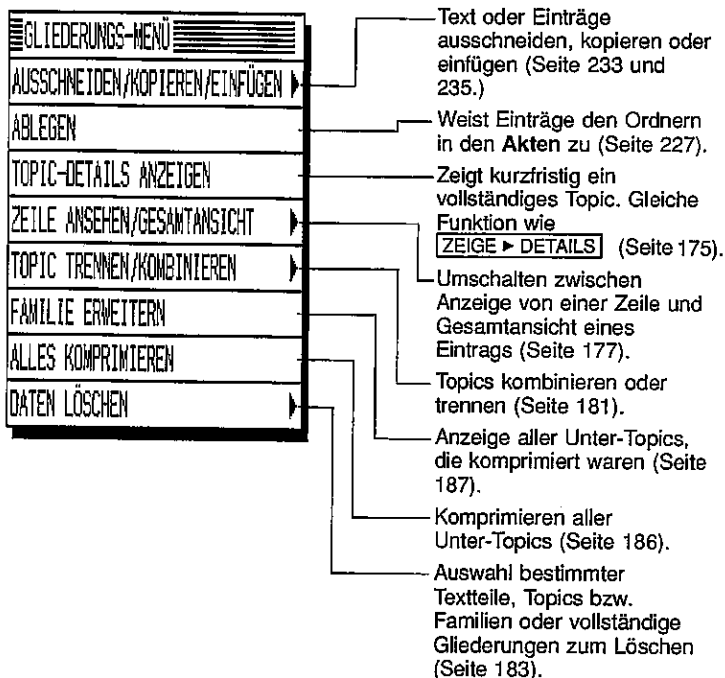 GLIEDERUNGS-MENÜ
AUSSCHNEIDEN/KOPIEREN/EINFÜGEN
ABLEGEN
TOPIC-DETAILS ANZEIGEN
ZEILE ANSEHEN/GESAMTANSICHT
TOPIC TRENNEN/KOMBINIEREN
FAMILIE ERWEITERN
ALLES KOMPRIMIEREN
DATEN LÖSCHEN
Text oder Einträge
ausschneiden, kopieren oder
einfügen (Seite 233 und
235.)
Weist Einträge den Ordnern
in den Akten zu (Seite 227).
Zeigt kurzfristig ein
vollständiges Topic. Gleiche
Funktion wie
ZEIGE ► DETAILS (Seite 175).
Umschalten zwischen
Anzeige von einer Zeile und
Gesamtansicht eines
Eintrags (Seite 177).
Topics kombinieren oder
trennen (Seite 181).
Anzeige aller Unter-Topics,
die komprimiert waren (Seite
187).
Komprimieren aller
Unter-Topics (Seite 186).
Auswahl bestimmter
Textteile, Topics bzw.
Familien oder vollständige
Gliederungen zum Löschen
(Seite 183).